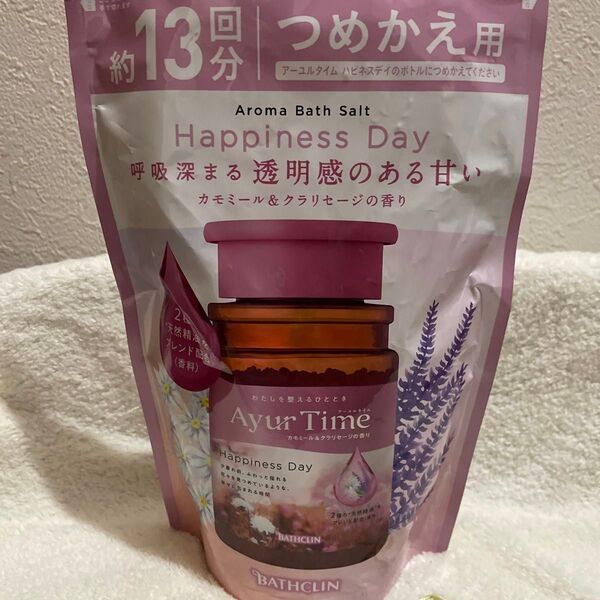 約13回分
つめかえ用
アーユルタイム ハピネスデイのボトルにつめかえてください
Aroma Bath Salt
Happiness Day
呼吸深まる 透明感のある甘い
カモミール&クラリセージの香り
天然精油を
ブレンド配合
(香料)
わたしを整えるひととき
アーユルタイム
Ayur Time
カモミール&クラリセージの香り
Happiness Day
BATHCLIN
BATHCLIN